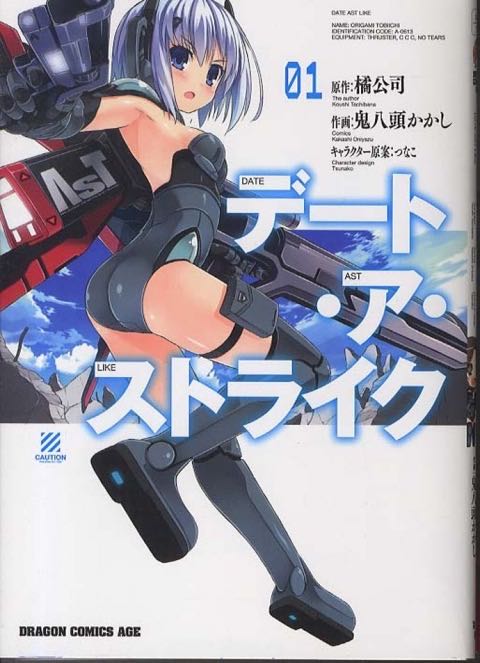 DATE AST LIKE
NAME: ORIGAMI TOBIICHI
IDENTIFICATION CODE: A-0613
EQUIPMENT: THRUSTER, C C C, NO TEARS
01
原作:橘公司
The author
Koushi Tachibana
作画:鬼八頭かかし
Comics
Kakashi Oniyazu
キャラクター原案:つなこ
Character design
Tsunako
AST
DATE
デート
AST
・ア・
LIKE
ストライク
CAUTION
DRAGON COMICS AGE